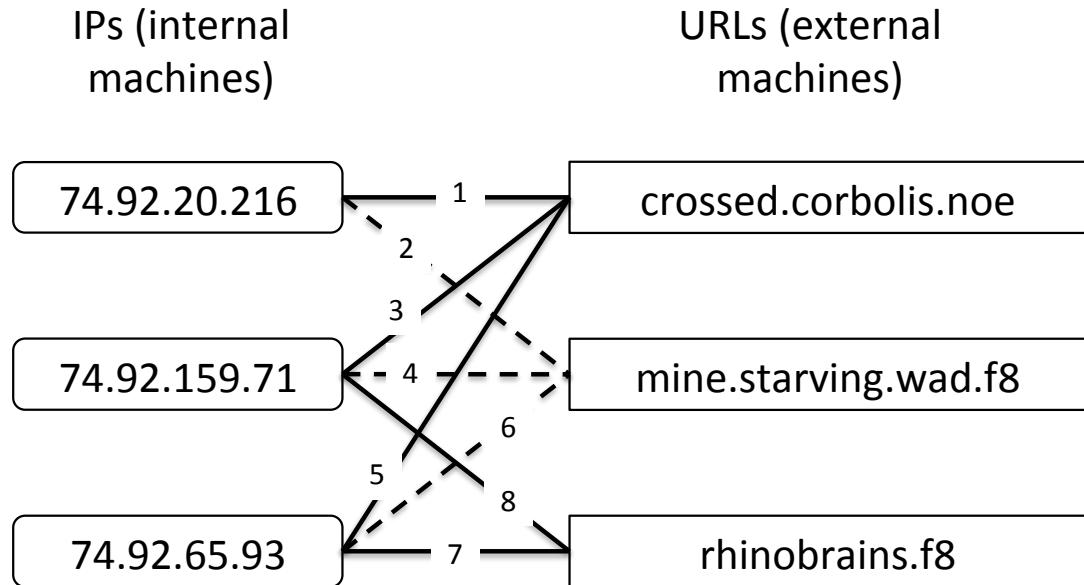 IPs (internal
machines)
URLs (external
machines)
74.92.20.216
1
crossed.corbolis.noe
2
3
74.92.159.71
4
mine.starving.wad.f8
6
5
8
74.92.65.93
7
rhinobrains.f8